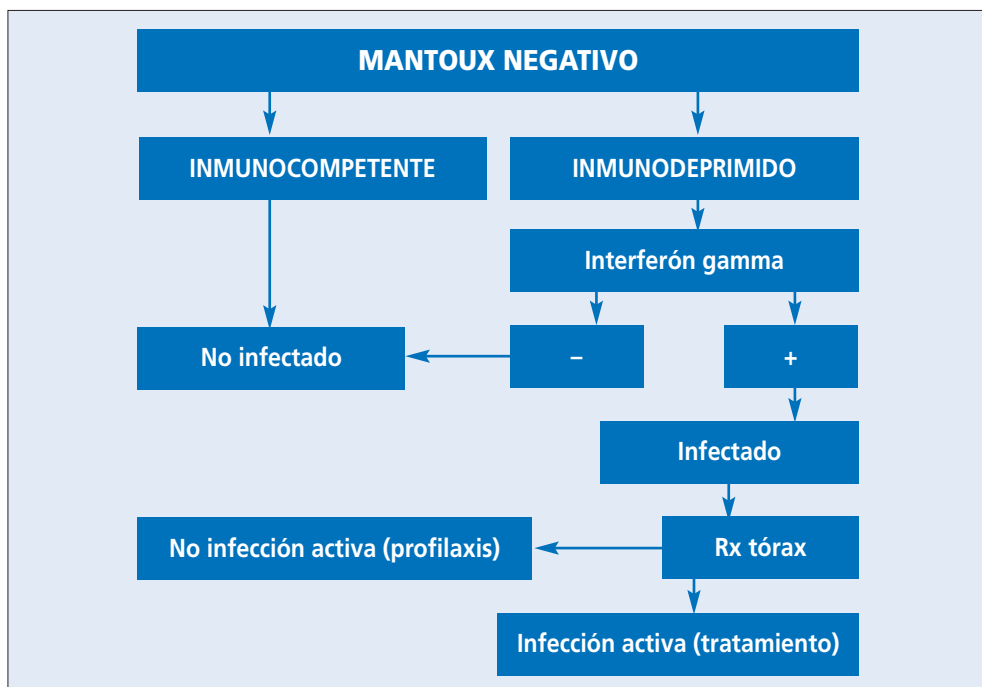 MANTOUX NEGATIVO
INMUNOCOMPETENTE
INMUNODEPRIMIDO
Interferón gamma
No infectado
–
+
Infectado
No infección activa (profilaxis)
Rx tórax
Infección activa (tratamiento)